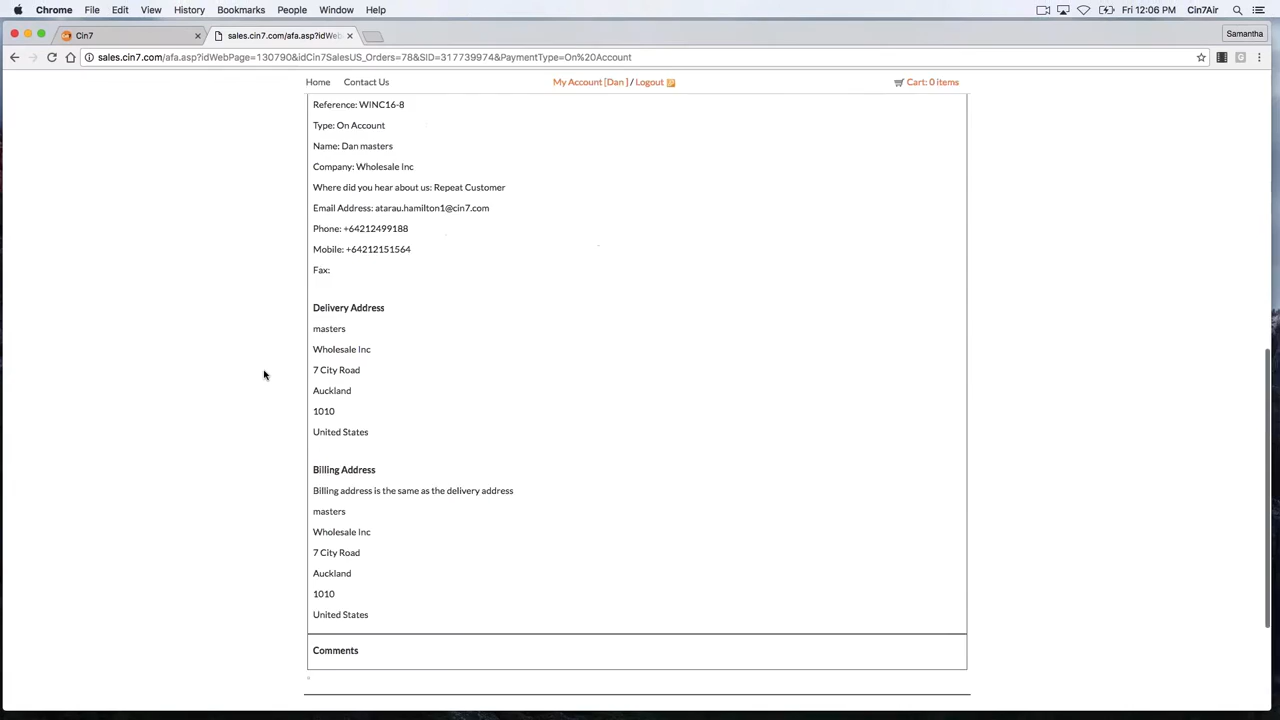 Chrome File Edit View History Bookmarks People Window Help Fri 12:06 PM Cin7Air
Cin7 sales.cin7.com/afa.asp?idWeb Samantha
sales.cin7.com/afa.asp?idWebPage=130790&idCin7SalesUS_Orders=78&SID=317739974&PaymentType=On%20Account
Home Contact Us My Account [Dan ] / Logout Cart: 0 items
Reference: WINC16-8
Type: On Account
Name: Dan masters
Company: Wholesale Inc
Where did you hear about us: Repeat Customer
Email Address: atarau.hamilton1@cin7.com
Phone: +64212499188
Mobile: +64212151564
Fax:
Delivery Address
masters
Wholesale Inc
7 City Road
Auckland
1010
United States
Billing Address
Billing address is the same as the delivery address
masters
Wholesale Inc
7 City Road
Auckland
1010
United States
Comments